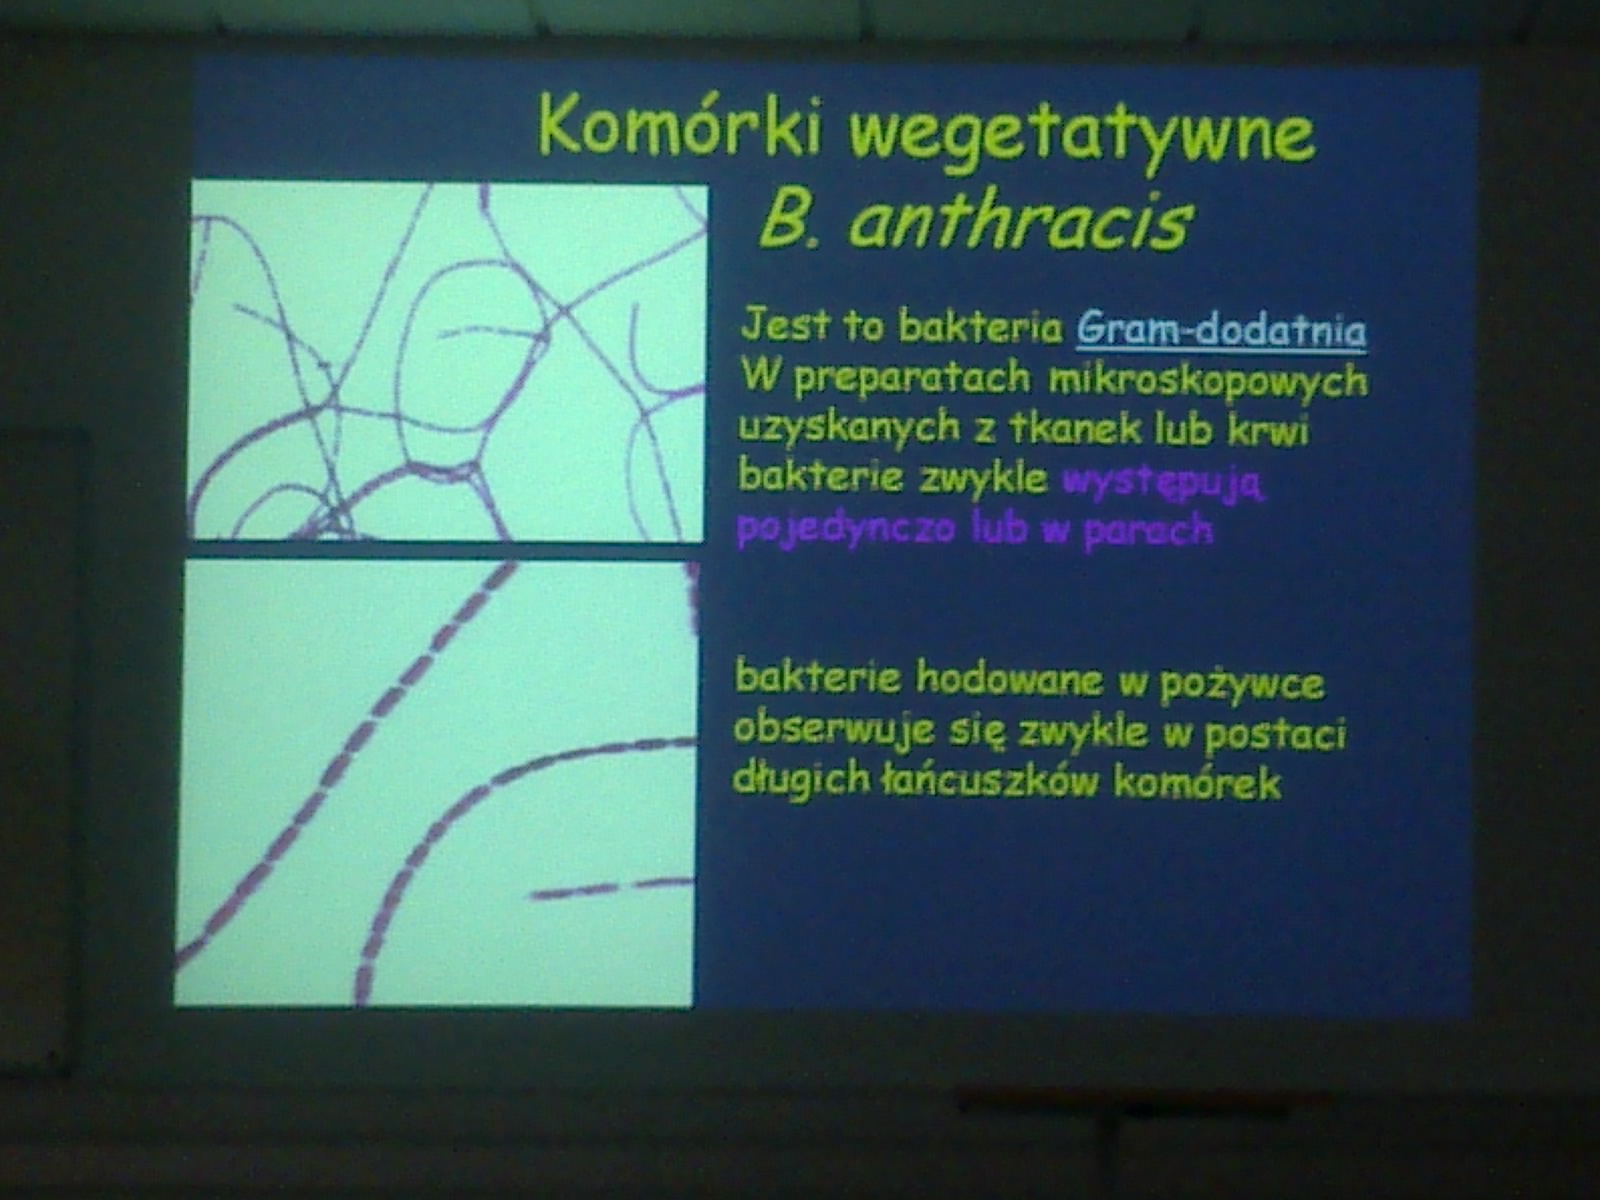 Komórki wegetatywne
B. anthracis
Jest to bakteria Gram-dodatnia
W preparatach mikroskopowych
uzyskanych z tkanek lub krwi
bakterie zwykle występują
pojedynczo lub w parach
bakterie hodowane w pożywce
obserwuje się zwykle w postaci
długich łańcuszków komórek